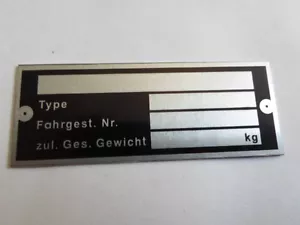 Type
Fahrgest. Nr.
zul. Ges. Gewicht kg